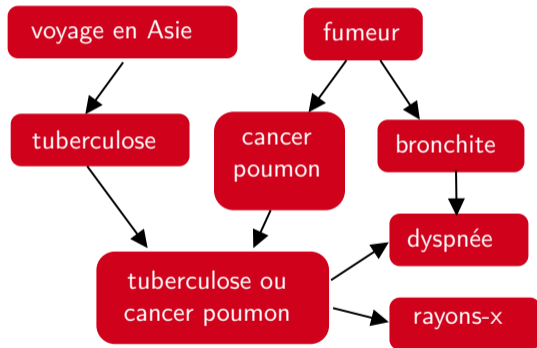 voyage en Asie
fumeur
tuberculose
cancer
poumon
bronchite
dyspnée
tuberculose ou
cancer poumon
rayons-x